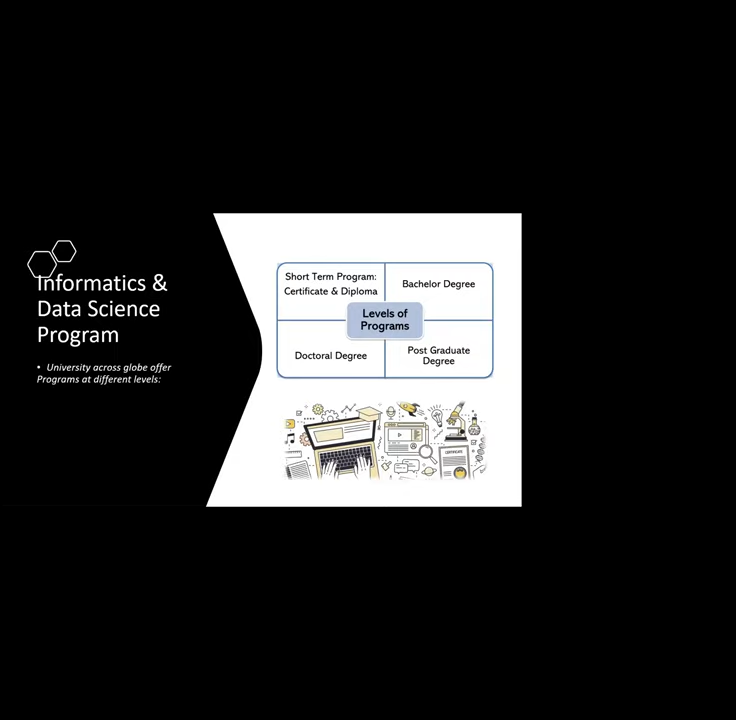 Informatics &
Data Science
Program
• University across globe offer
Programs at different levels:
Short Term Program:
Certificate & Diploma
Bachelor Degree
Levels of
Programs
Doctoral Degree
Post Graduate
Degree
CERTIFICATE